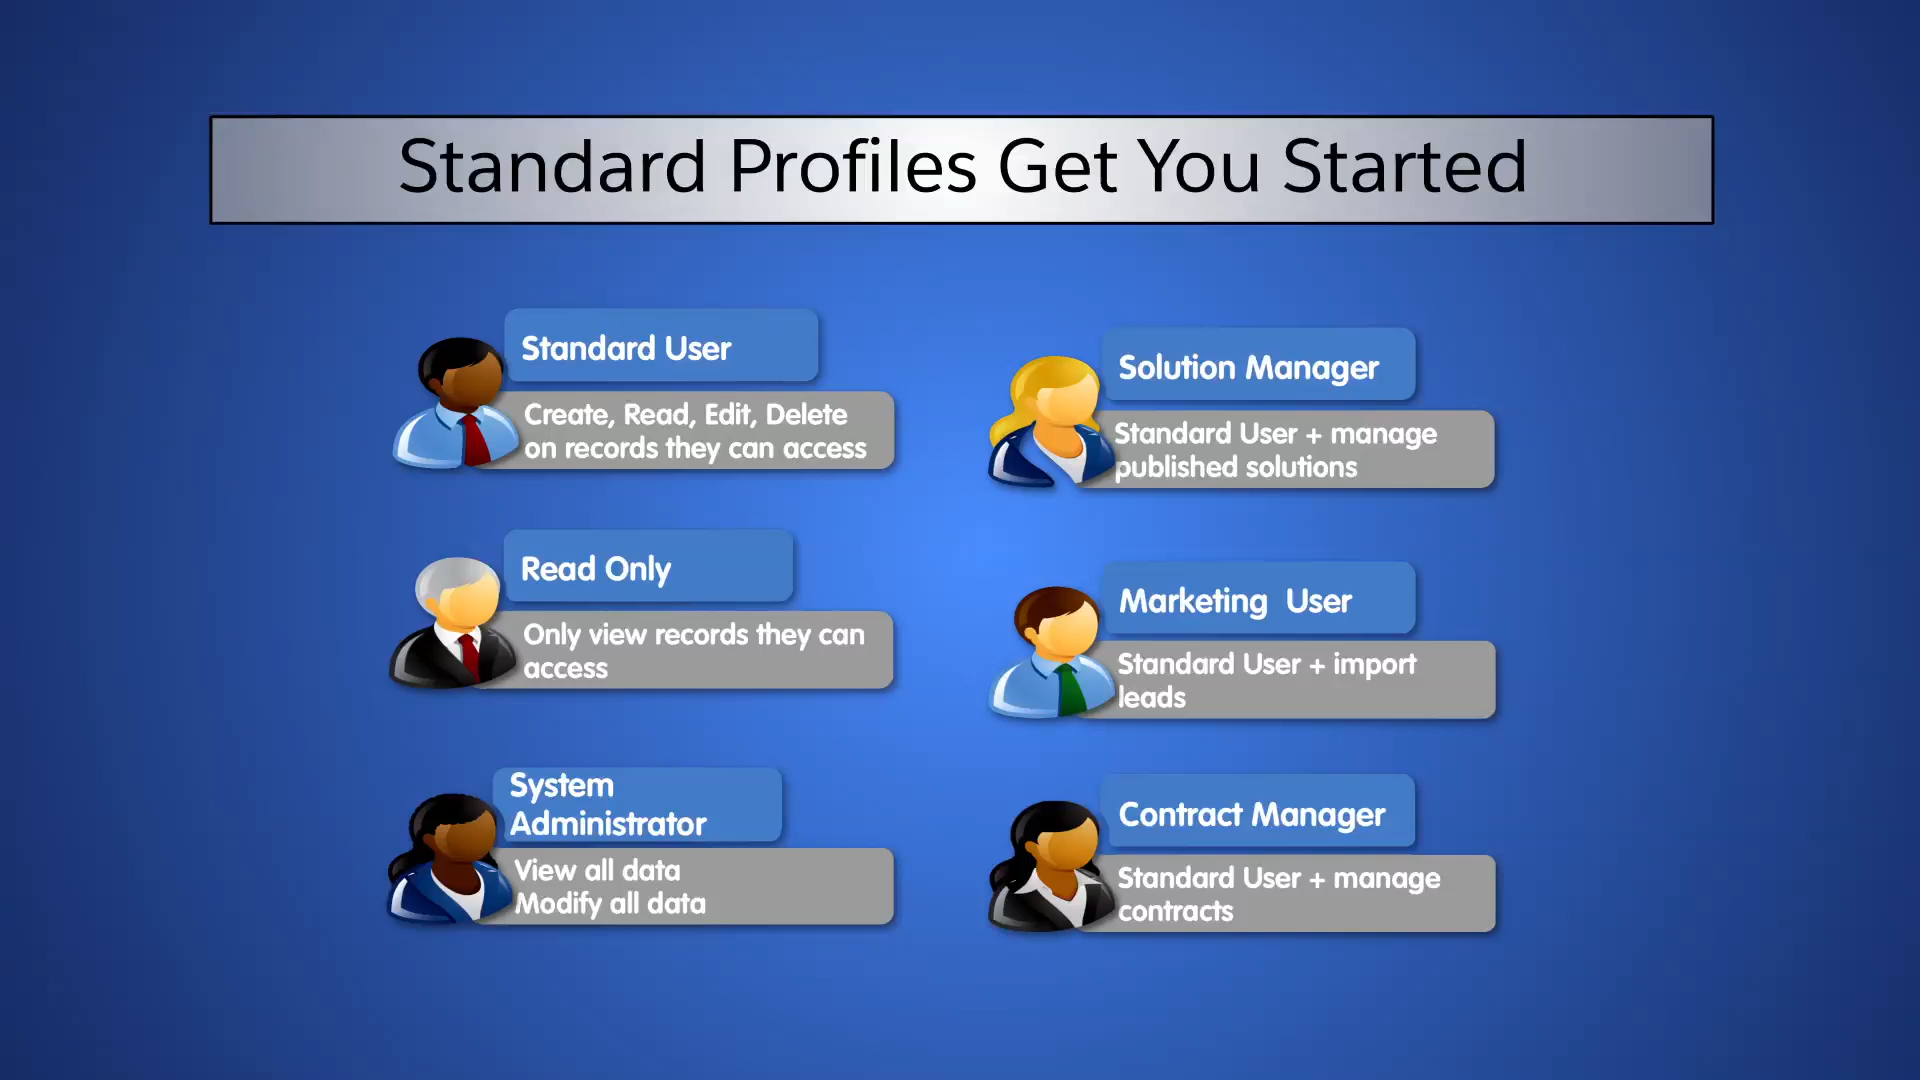 Standard Profiles Get You Started
Standard User
Create, Read, Edit, Delete
on records they can access
Read Only
Only view records they can
access
System
Administrator
View all data
Modify all data
Solution Manager
Standard User + manage
published solutions
Marketing  User
Standard User + import
leads
Contract Manager
Standard User + manage
contracts